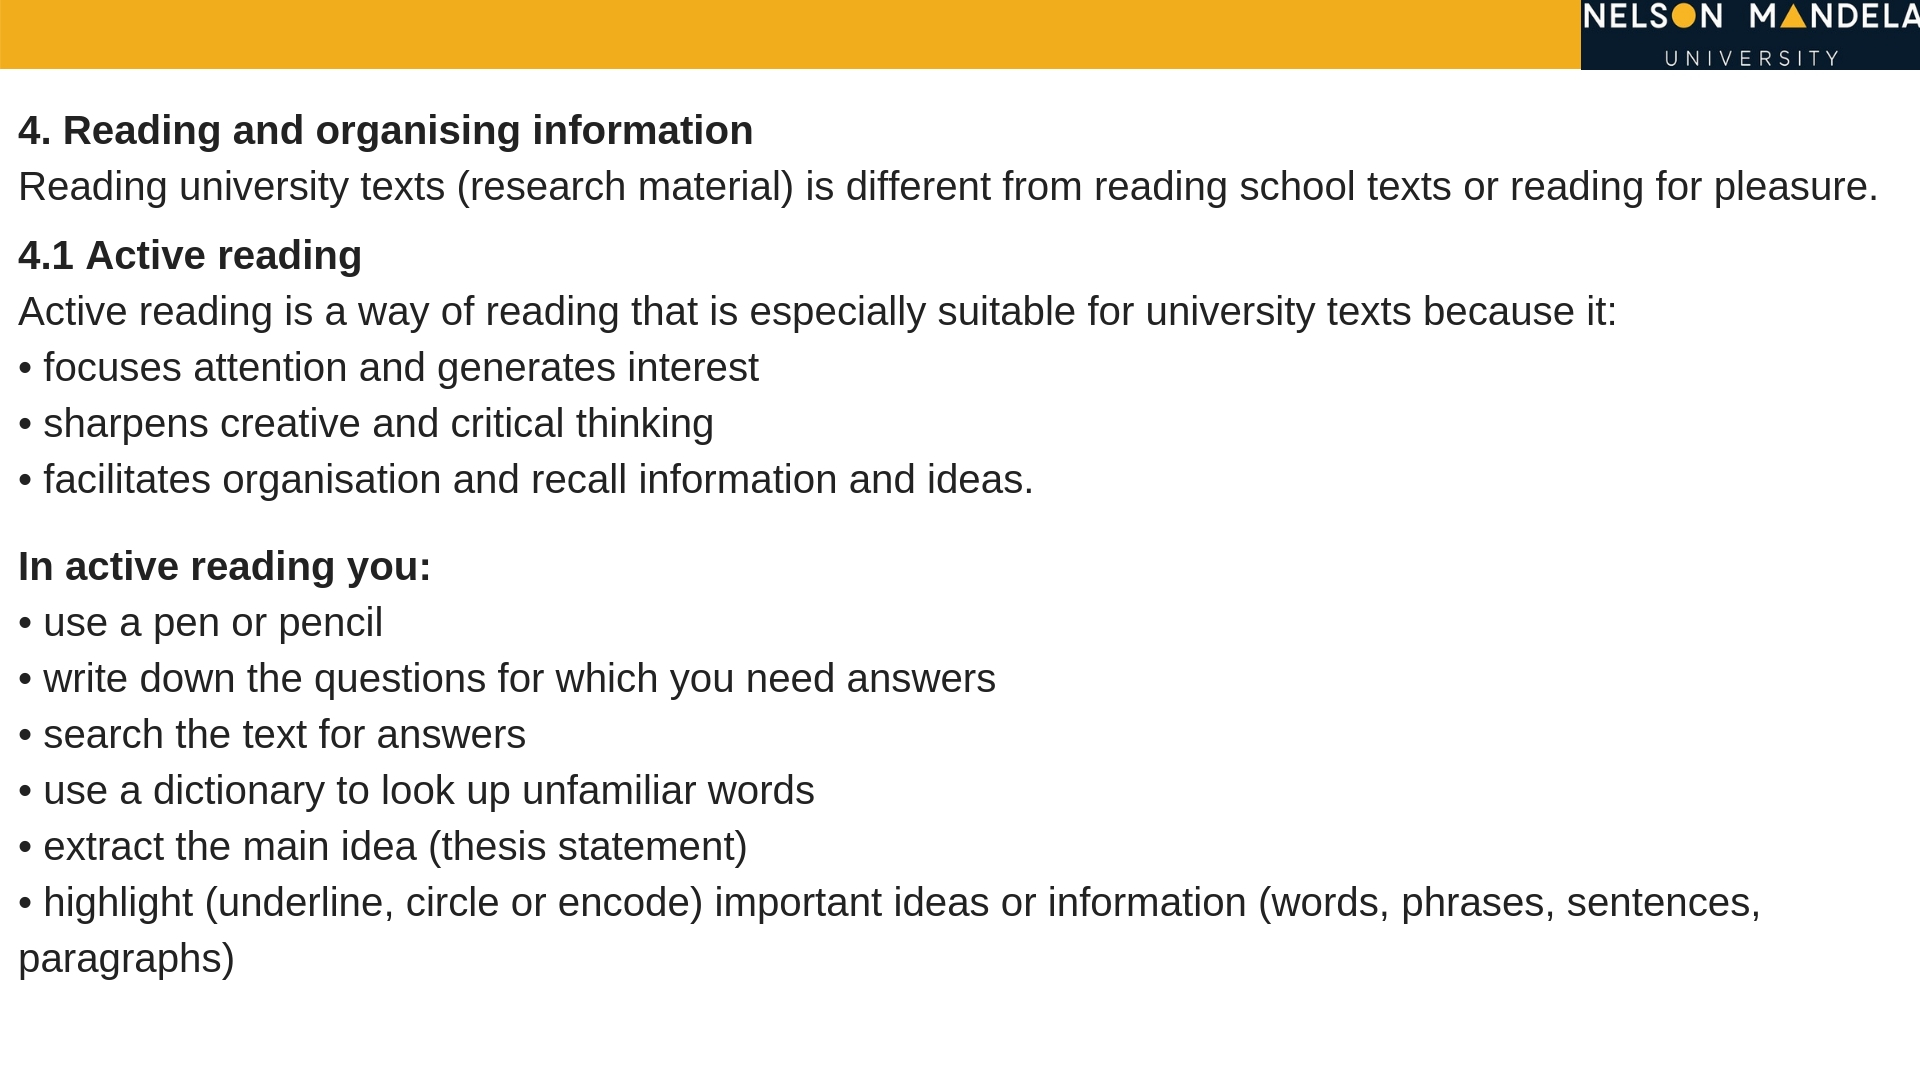 NELSON MANDELA
UNIVERSITY
4. Reading and organising information
Reading university texts (research material) is different from reading school texts or reading for pleasure.
4.1 Active reading
Active reading is a way of reading that is especially suitable for university texts because it:
• focuses attention and generates interest
• sharpens creative and critical thinking
• facilitates organisation and recall information and ideas.
In active reading you:
• use a pen or pencil
• write down the questions for which you need answers
• search the text for answers
• use a dictionary to look up unfamiliar words
• extract the main idea (thesis statement)
• highlight (underline, circle or encode) important ideas or information (words, phrases, sentences,
paragraphs)